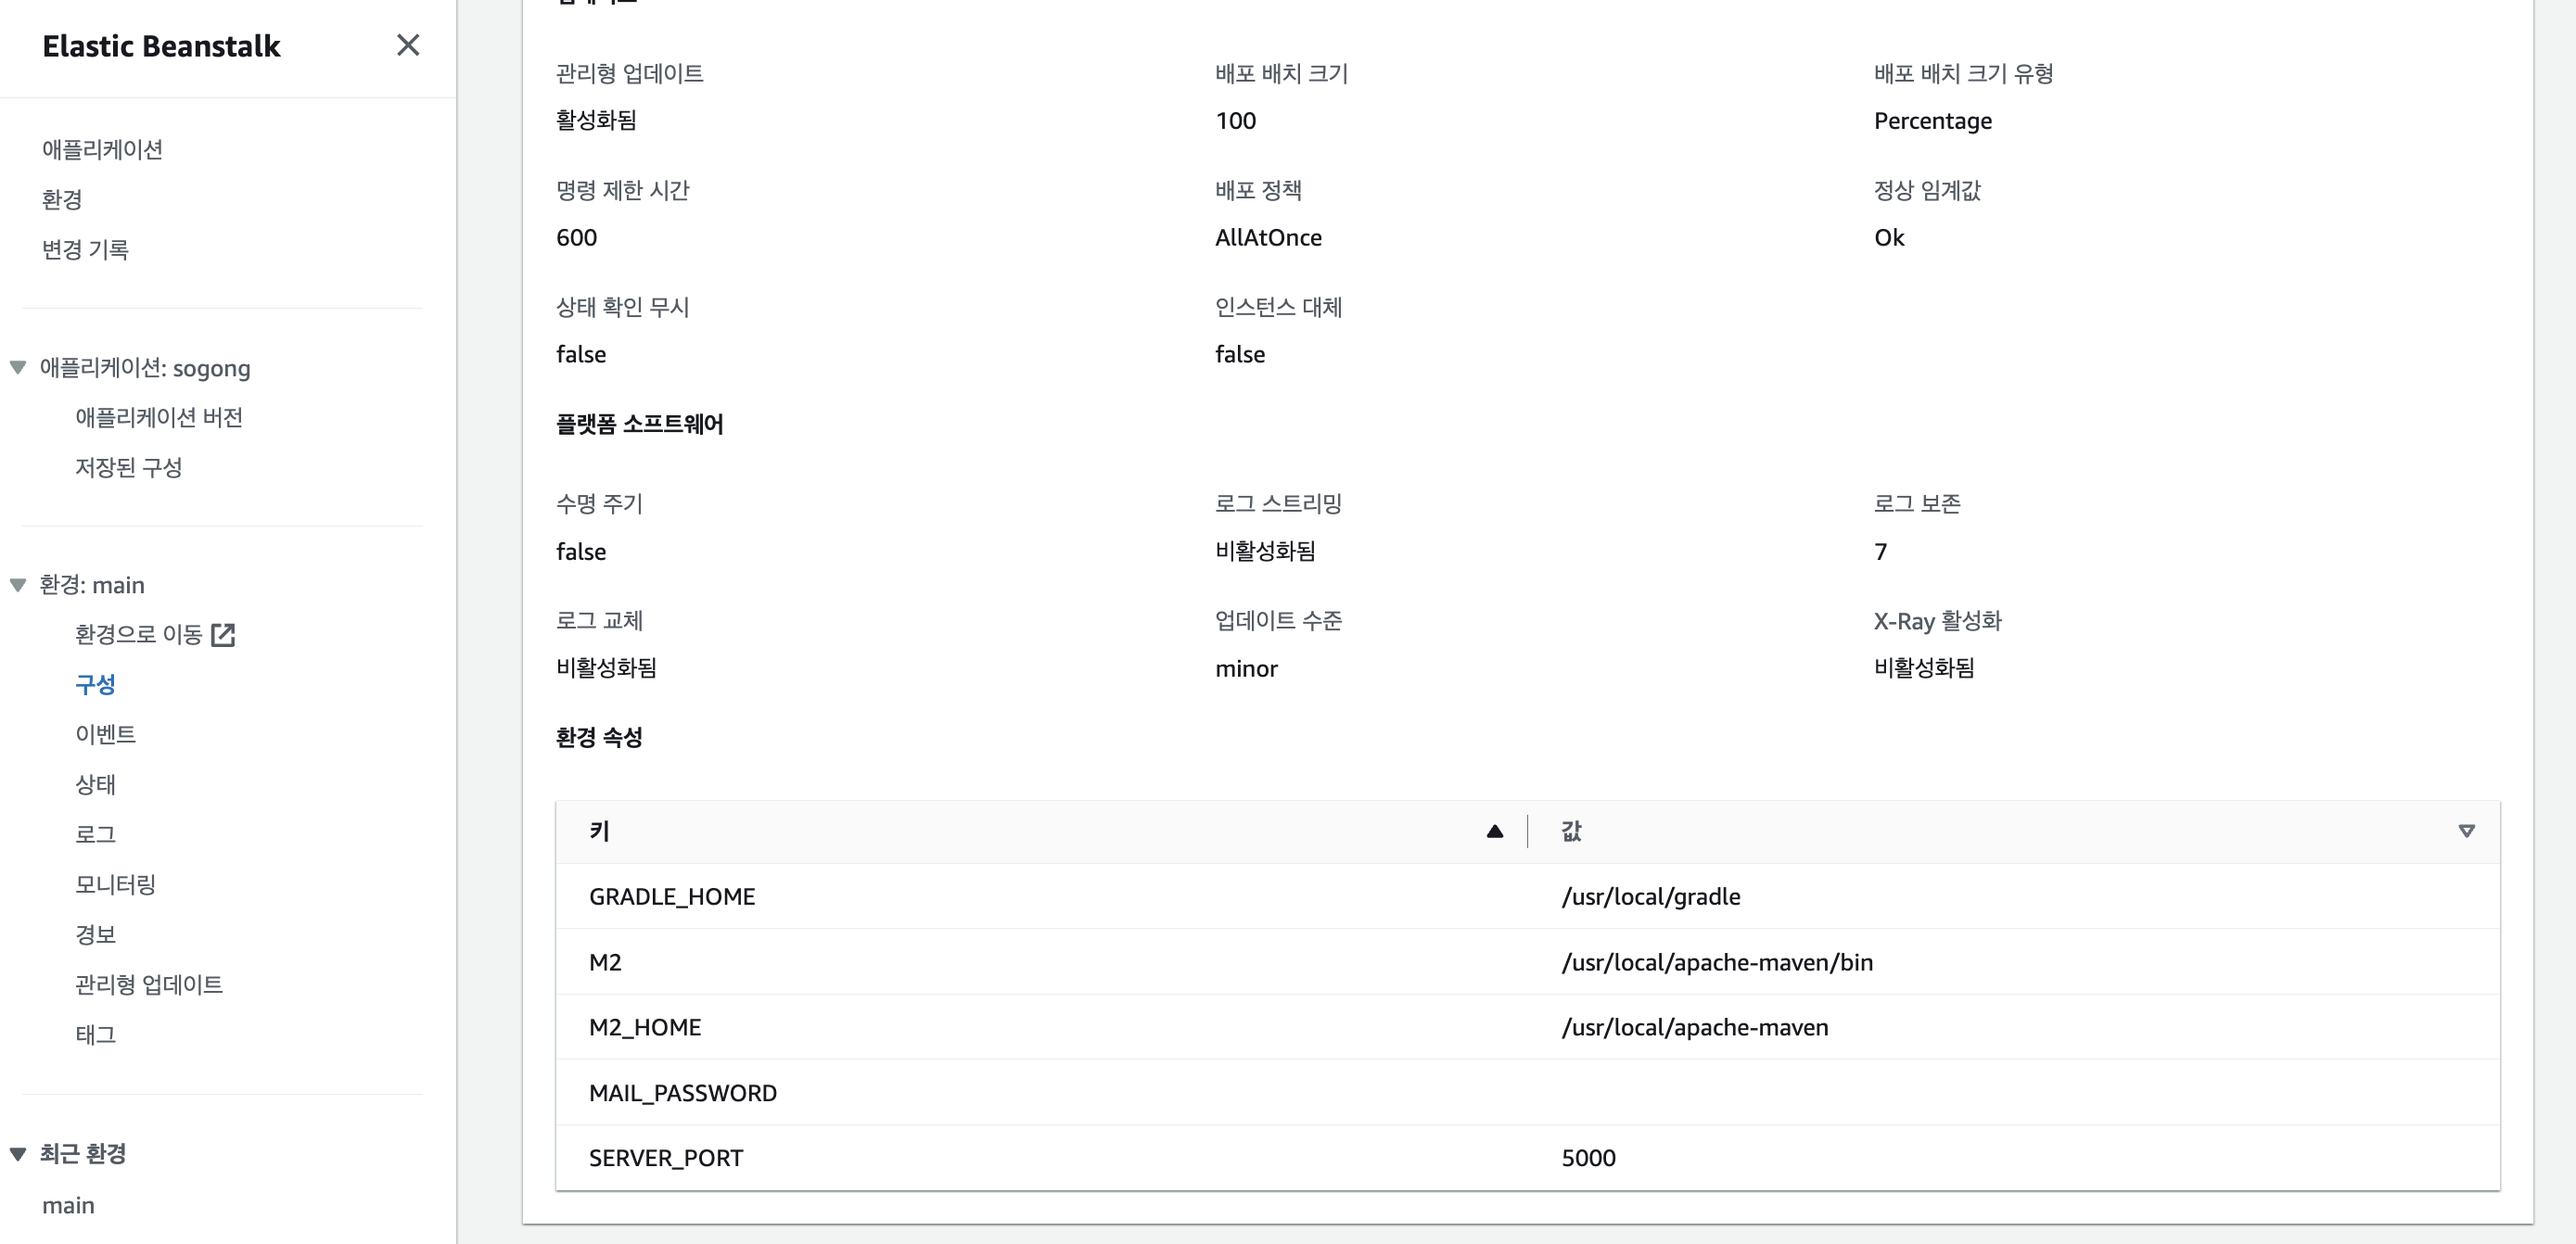 Elastic Beanstalk
애플리케이션
환경
변경 기록
애플리케이션: sogong
애플리케이션 버전
저장된 구성
환경: main
환경으로 이동
구성
이벤트
상태
로그
모니터링
경보
관리형 업데이트
태그
최근 환경
main
관리형 업데이트 배포 배치 크기 배포 배치 크기 유형
활성화됨 100 Percentage
명령 제한 시간 배포 정책 정상 임계값
600 AllAtOnce Ok
상태 확인 무시 인스턴스 대체
false false
플랫폼 소프트웨어
수명 주기 로그 스트리밍 로그 보존
false 비활성화됨 7
로그 교체 업데이트 수준 X-Ray 활성화
비활성화됨 minor 비활성화됨
환경 속성
키 값
GRADLE_HOME /usr/local/gradle
M2 /usr/local/apache-maven/bin
M2_HOME /usr/local/apache-maven
MAIL_PASSWORD
SERVER_PORT 5000